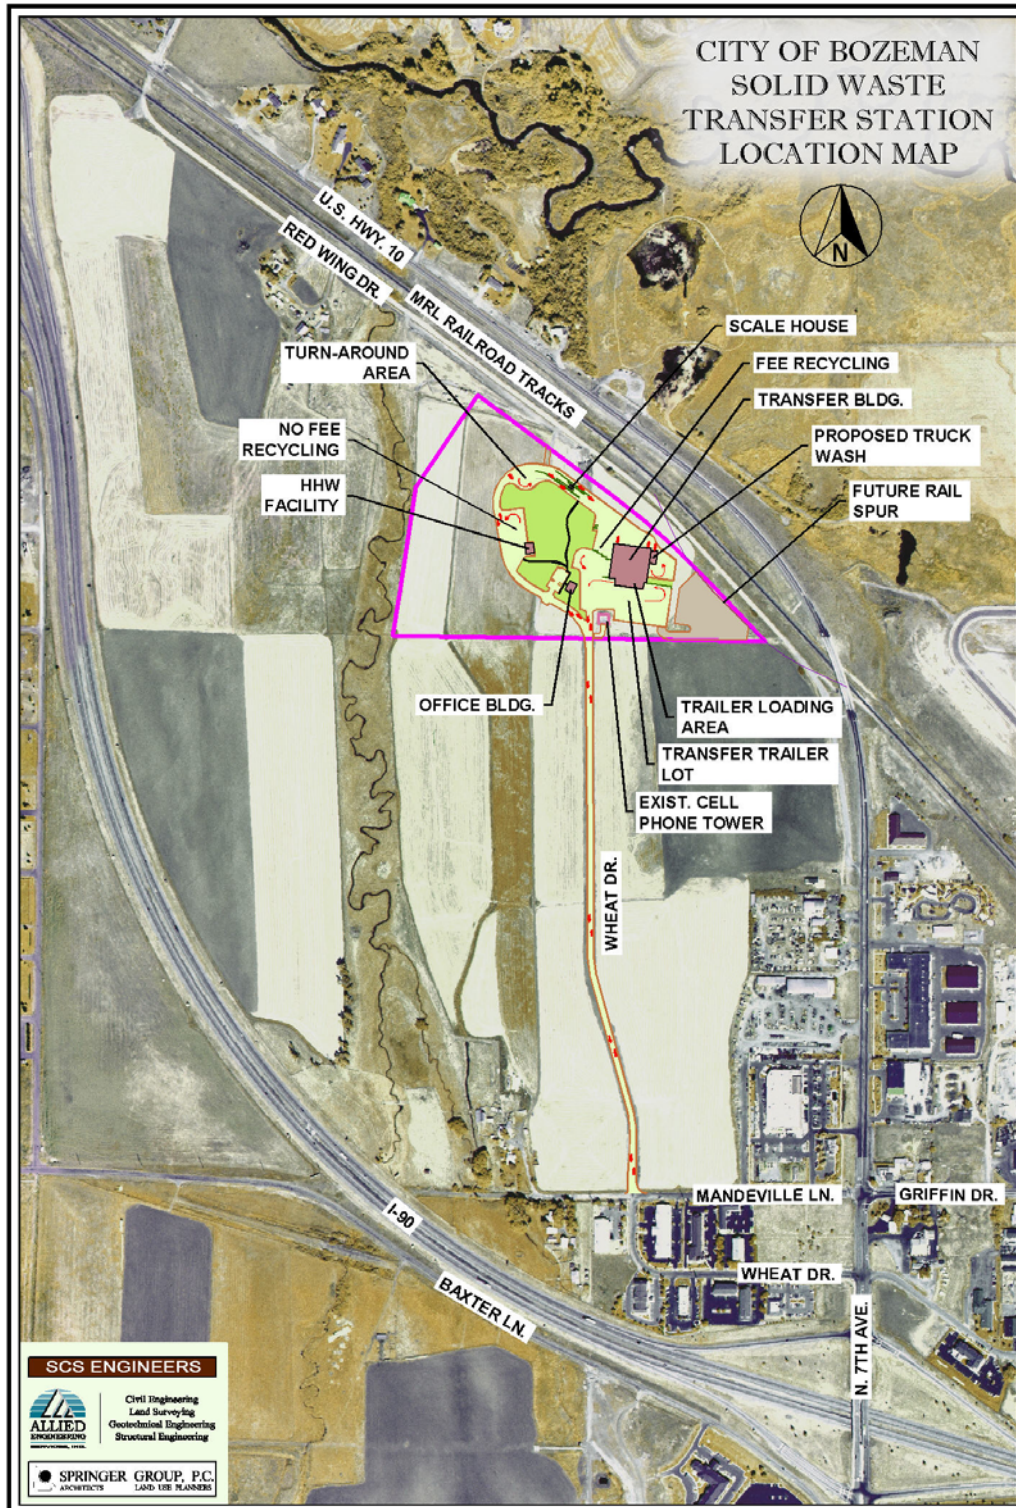 CITY OF BOZEMAN
SOLID WASTE
TRANSFER STATION
LOCATION MAP
N
U.S. HWY. 10
RED WING DR.
MRL RAILROAD TRACKS
SCALE HOUSE
TURN-AROUND
AREA
FEE RECYCLING
TRANSFER BLDG.
NO FEE
RECYCLING
PROPOSED TRUCK
WASH
HHW
FACILITY
FUTURE RAIL
SPUR
OFFICE BLDG.
TRAILER LOADING
AREA
TRANSFER TRAILER
LOT
EXIST. CELL
PHONE TOWER
WHEAT DR.
MANDEVILLE LN.
GRIFFIN DR.
I-90
WHEAT DR.
BAXTER LN.
N. 7TH AVE.
SCS ENGINEERS
ALLIED
ENGINEERING
Civil Engineering
Land Surveying
Geotechnical Engineering
Structural Engineering
SPRINGER GROUP, P.C.
ARCHITECTS LAND USE PLANNERS